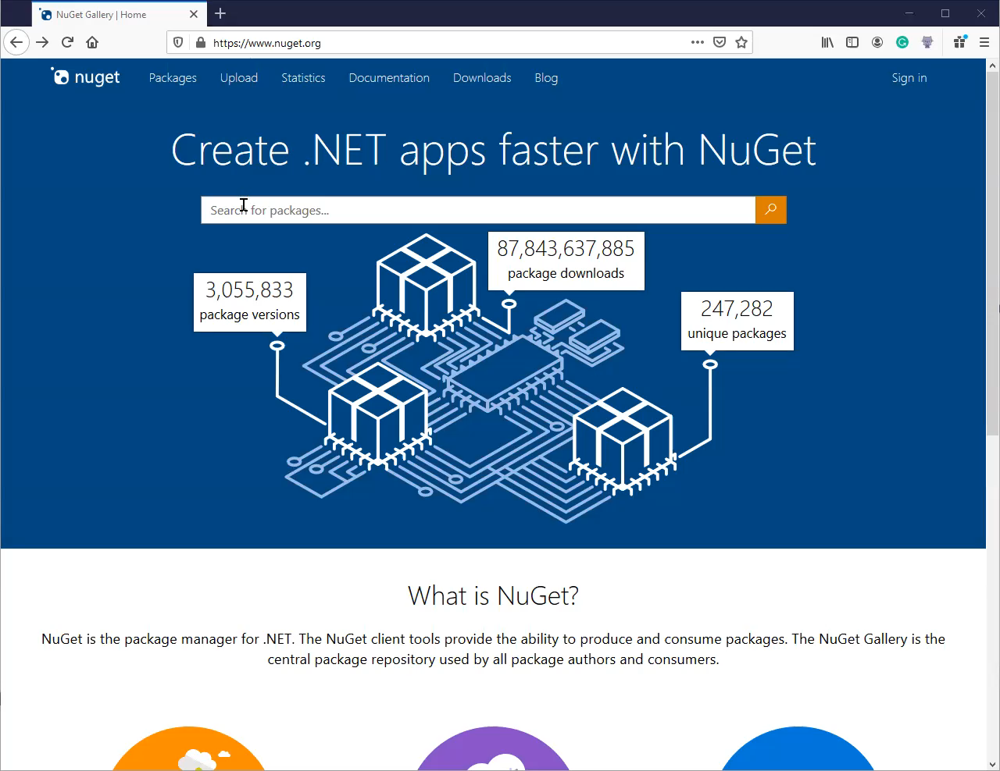 NuGet Gallery | Home
https://www.nuget.org
nuget
Packages
Upload
Statistics
Documentation
Downloads
Blog
Sign in
Create .NET apps faster with NuGet
Search for packages...
87,843,637,885
package downloads
3,055,833
package versions
247,282
unique packages
What is NuGet?
NuGet is the package manager for .NET. The NuGet client tools provide the ability to produce and consume packages. The NuGet Gallery is the
central package repository used by all package authors and consumers.